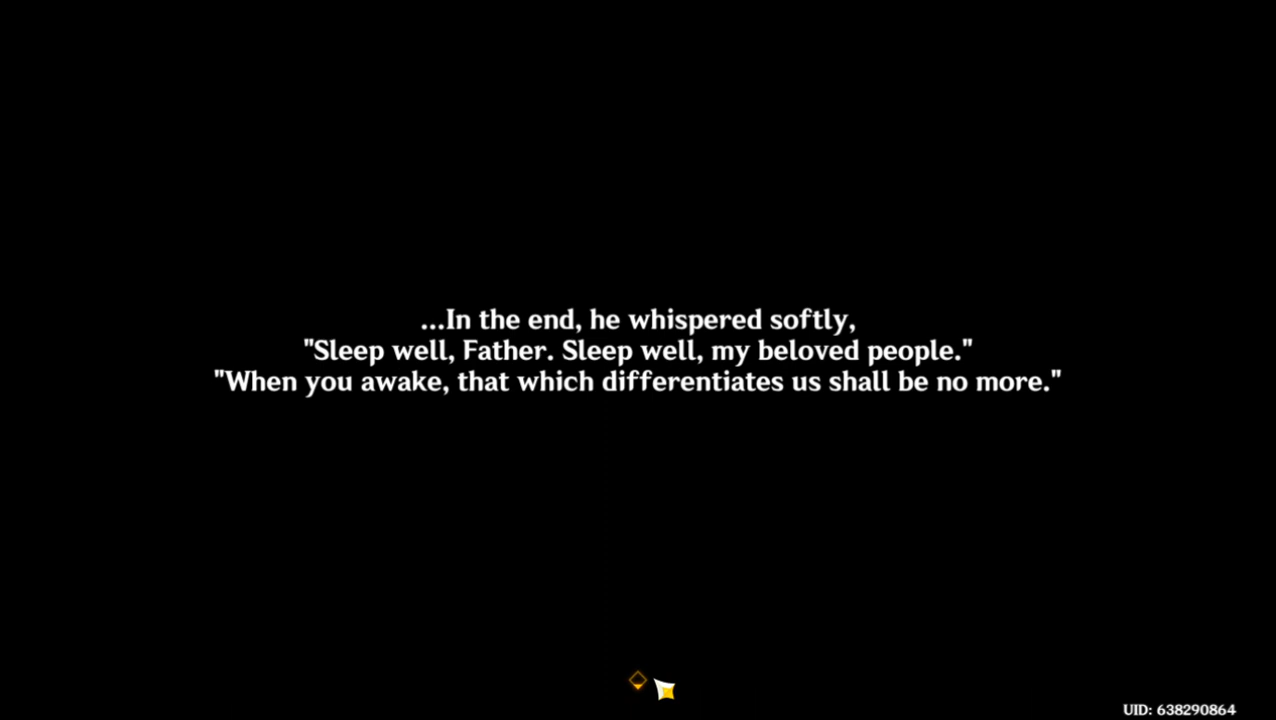 ...In the end, he whispered softly,
"Sleep well, Father. Sleep well, my beloved people."
"When you awake, that which differentiates us shall be no more."
UID: 638290864